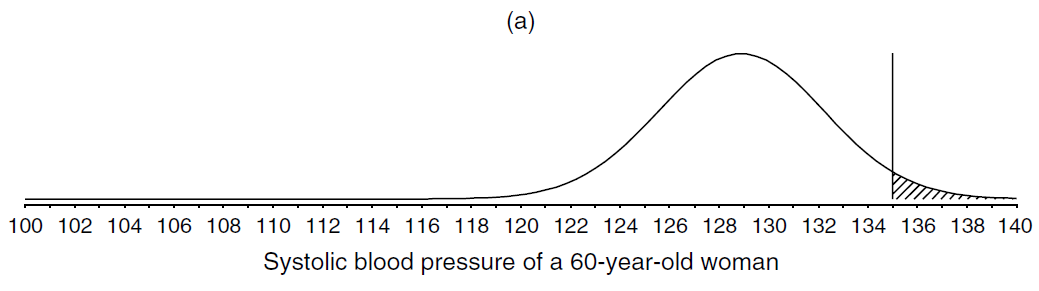 (a)
100 102 104 106 108 110 112 114 116 118 120 122 124 126 128 130 132 134 136 138 140
Systolic blood pressure of a 60-year-old woman